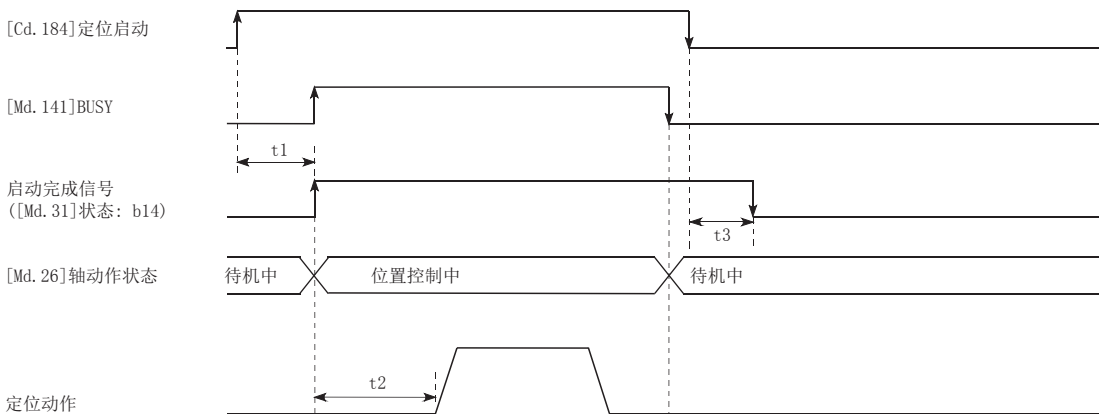 [Cd.184]定位启动
[Md.141]BUSY
t1
启动完成信号
([Md.31]状态: b14)
t3
[Md.26]轴动作状态
待机中
位置控制中
待机中
t2
定位动作